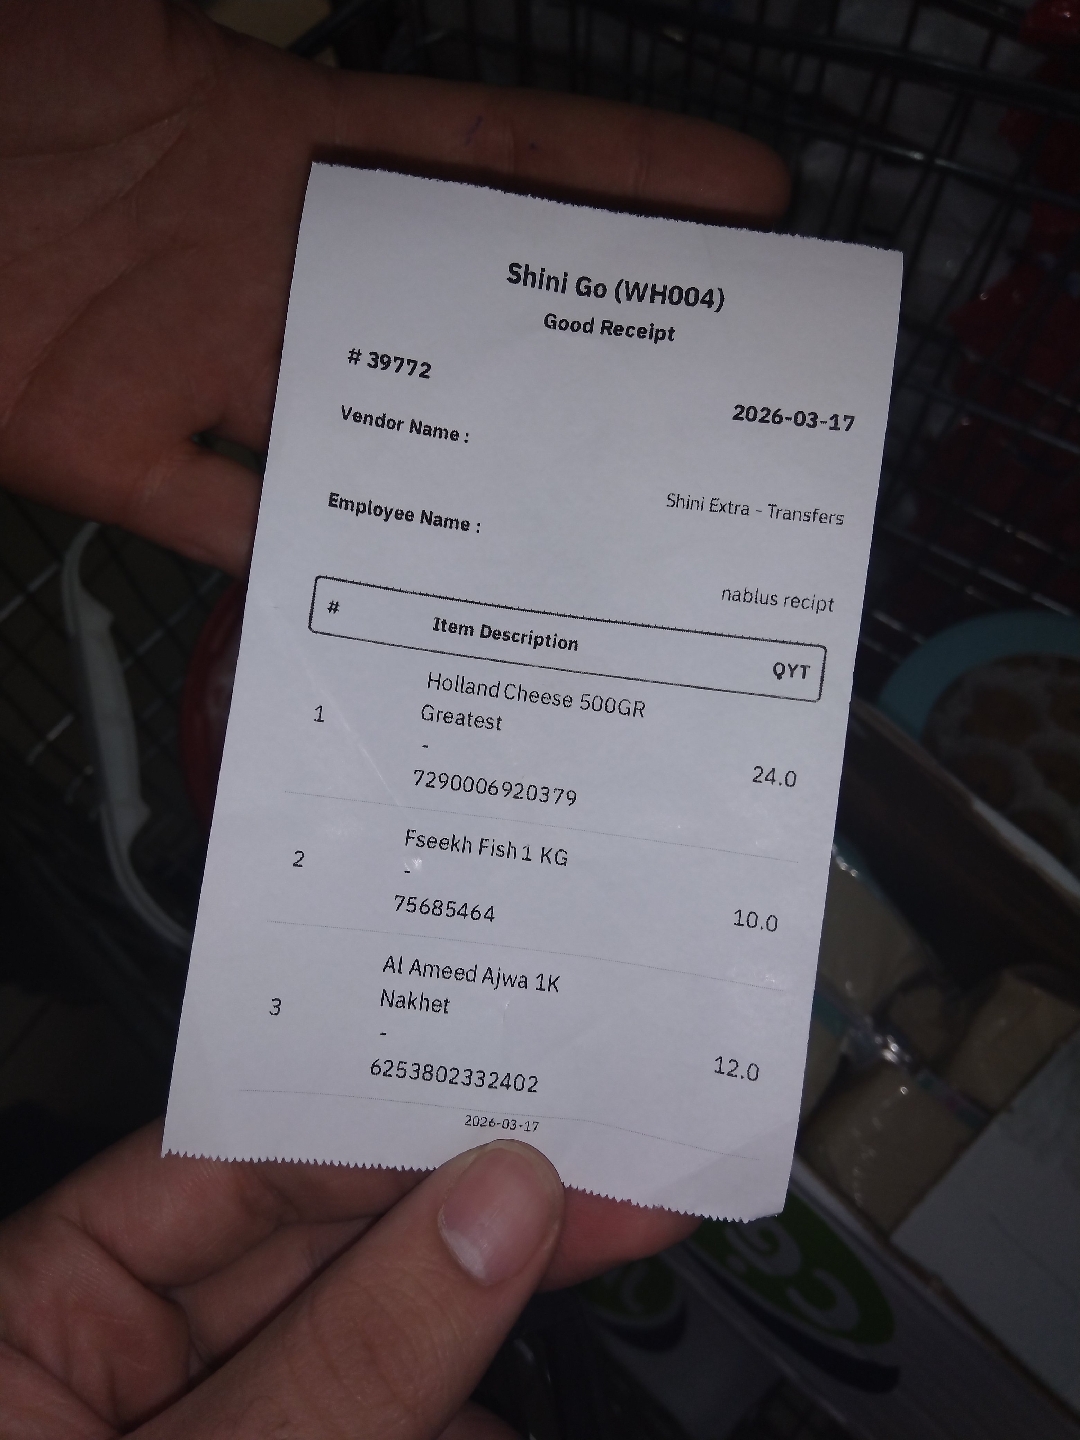 Shini Go (WH004)
Good Receipt
# 39772
2026-03-17
Vendor Name :
Shini Extra - Transfers
Employee Name :
nablus recipt
# Item Description QYT
1 Holland Cheese 500GR
Greatest
-
7290006920379 24.0
2 Fseekh Fish 1 KG
-
75685464 10.0
3 Al Ameed Ajwa 1K
Nakhet
-
6253802332402 12.0
2026-03-17